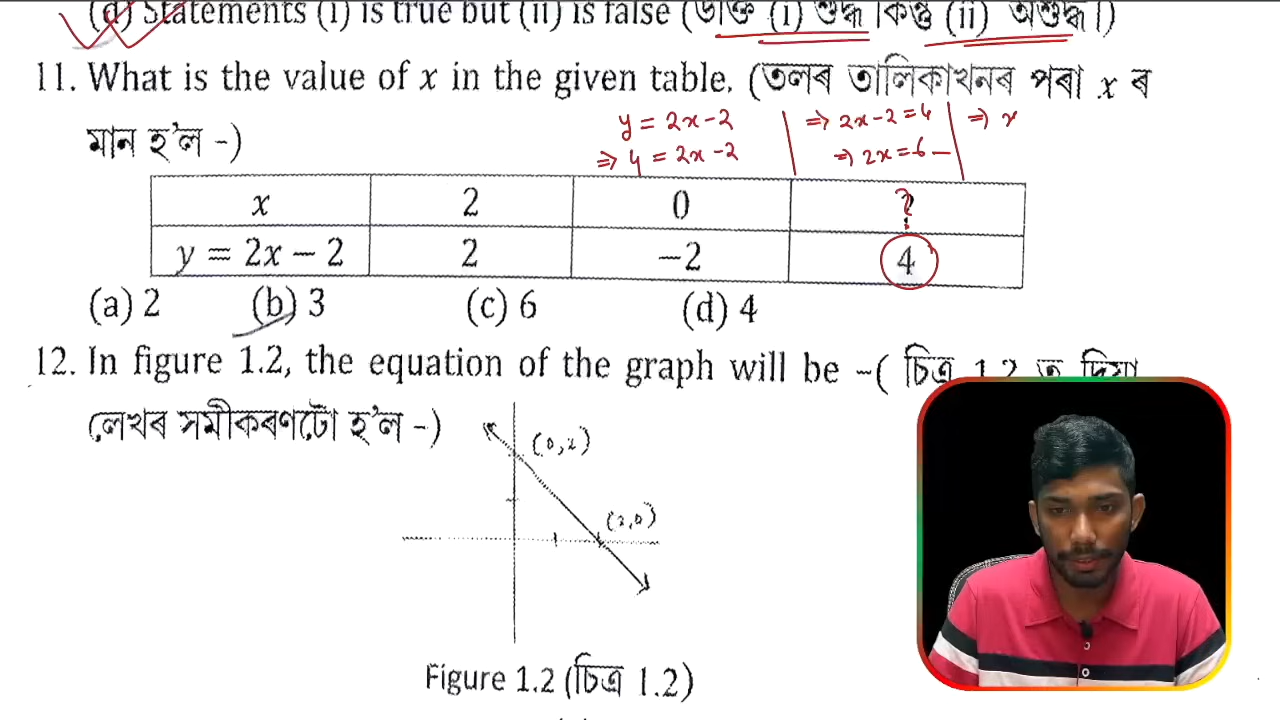 (d) Statements (i) is true but (ii) is false (উক্তি (i) শুদ্ধ কিন্তু (ii) অশুদ্ধ।)
11. What is the value of x in the given table. (তলৰ তালিকাখনৰ পৰা x ৰ
মান হ'ল -)
y = 2x-2
⇒ 4 = 2x-2
⇒ 2x-2=4
⇒ 2x=6
⇒ x
x 2 0 ?
y = 2x − 2 2 −2 4
(a) 2 (b) 3 (c) 6 (d) 4
12. In figure 1.2, the equation of the graph will be -( চিত্ৰ 1.2 ত দিয়া
লেখৰ সমীকৰণটো হ'ল -)
(0,2)
(2,0)
Figure 1.2 (চিত্ৰ 1.2)